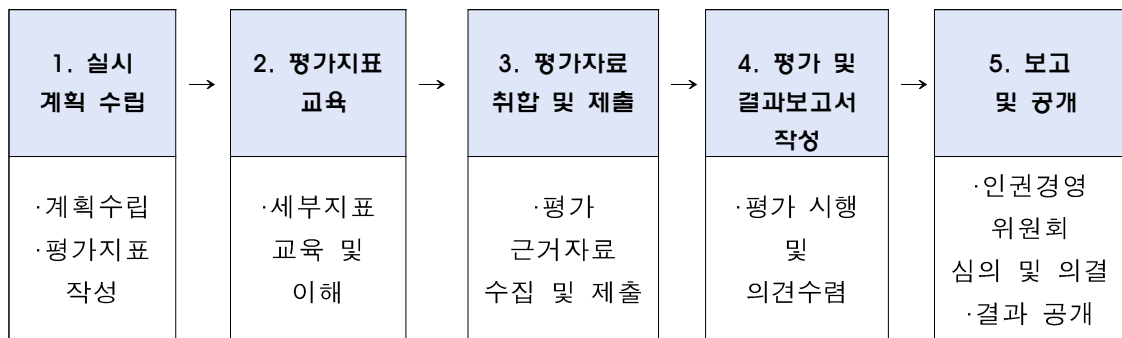 1. 실시
계획 수립
→
2. 평가지표
교육
→
3. 평가자료
취합 및 제출
→
4. 평가 및
결과보고서
작성
→
5. 보고
및 공개
·계획수립
·평가지표
작성
·세부지표
교육 및
이해
·평가
근거자료
수집 및 제출
·평가 시행
및
의견수렴
·인권경영
위원회
심의 및 의결
·결과 공개